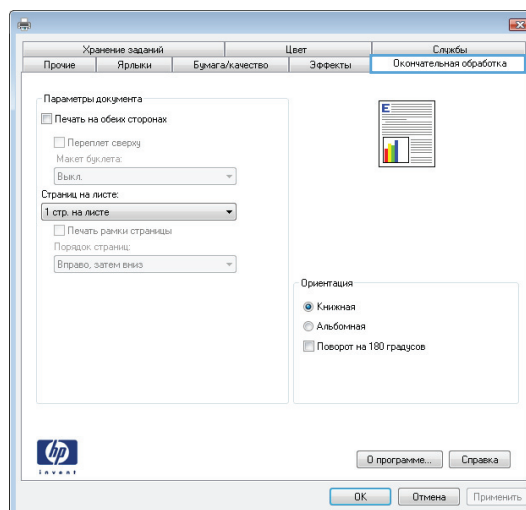 Хранение заданий Цвет Службы
Прочие Ярлыки Бумага/качество Эффекты Окончательная обработка
Параметры документа
Печать на обеих сторонах
Переплет сверху
Макет буклета:
Выкл.
Страниц на листе:
1 стр. на листе
Печать рамки страницы
Порядок страниц:
Вправо, затем вниз
E
Ориентация
Книжная
Альбомная
Поворот на 180 градусов
hp
invent
О программе... Справка
OK Отмена Применить